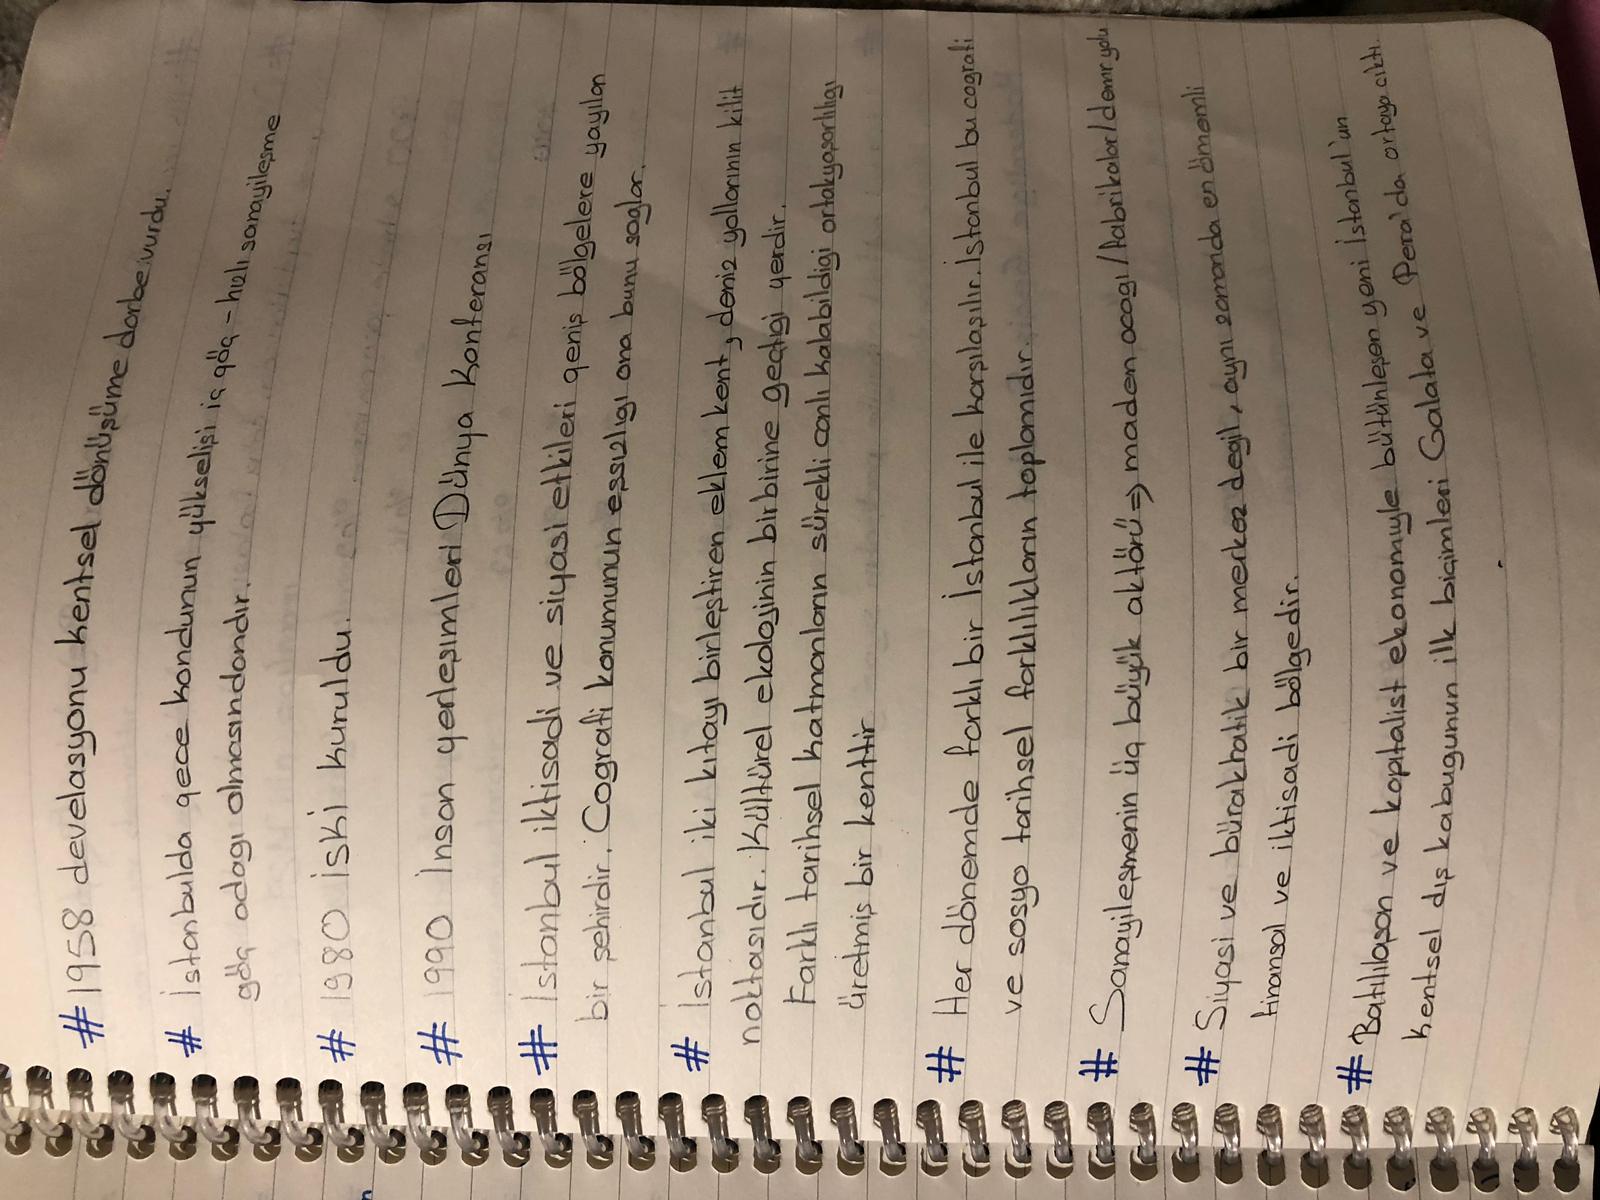 # 1958 develasyonu kentsel dönüşüme darbe vurdu.
# İstanbulda gece kondunun yükselişi iç göç - hızlı sanayileşme
göç odagı olmasındandır.
# 1980 İSKİ kuruldu.
# 1990 İnsan yerleşimleri Dünya Konferansı
# İstanbul iktisadi ve siyasi etkileri geniş bölgelere yayılan
bir şehirdir. Cografi konumunun eşsizligi ona bunu saglar.
# İstanbul iki kıtayı birleştiren eklem kent, deniz yollarının kilit
noktasıdır. Kültürel ekolojinin birbirine geçtigi yerdir.
Farklı tarihsel katmanların sürekli canlı kalabildigi ortakyaşarlılıgı
üretmiş bir kenttir
# Her dönemde farklı bir İstanbul ile karşılaşılır. İstanbul bu cografi
ve sosyo tarihsel farklılıkların toplamıdır.
# Sanayileşmenin üç büyük aktörü => maden ocagı / fabrikalar / demir yolu
# Siyasi ve bürakratik bir merkez degil, aynı zamanda en önemli
finansal ve iktisadi bölgedir.
# Batılılaşan ve kapitalist ekonomiyle bütünleşen yeni İstanbul'un
kentsel dış kabugunun ilk biçimleri Galata ve Pera'da ortaya çıktı.